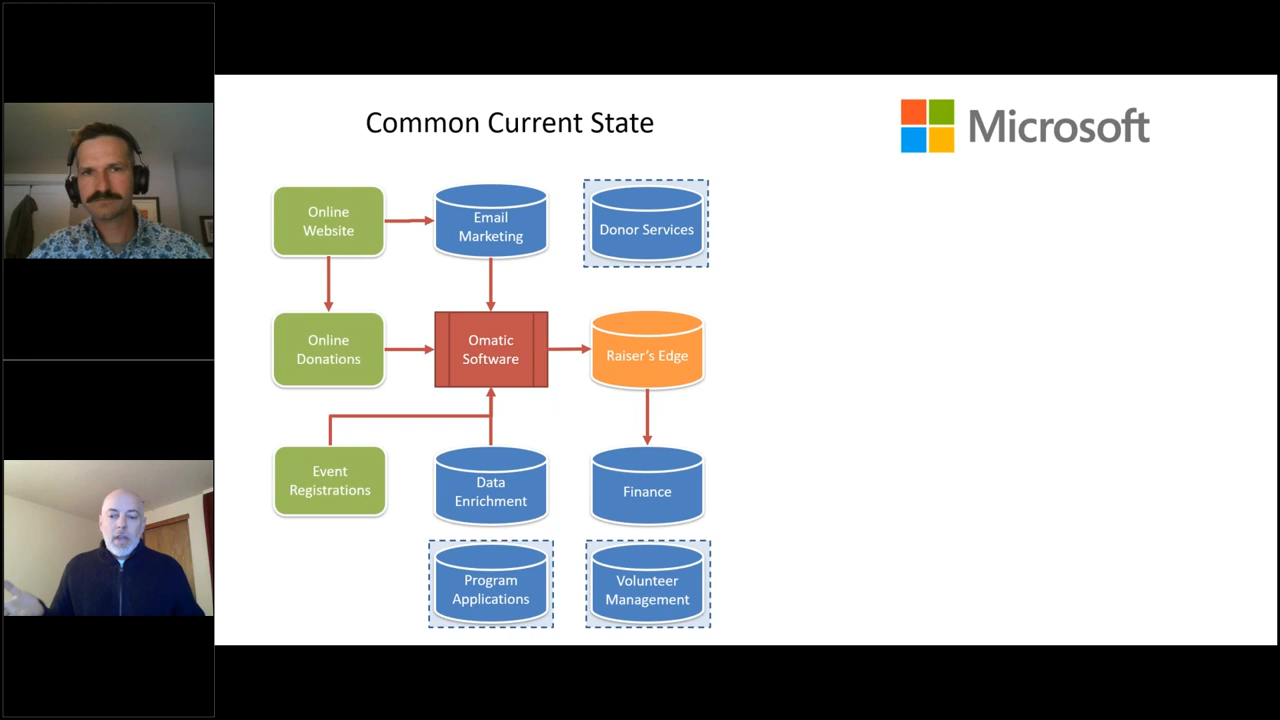 Common Current State
Microsoft
Online
Website
Email
Marketing
Donor Services
Online
Donations
Omatic
Software
Raiser's Edge
Event
Registrations
Data
Enrichment
Finance
Program
Applications
Volunteer
Management